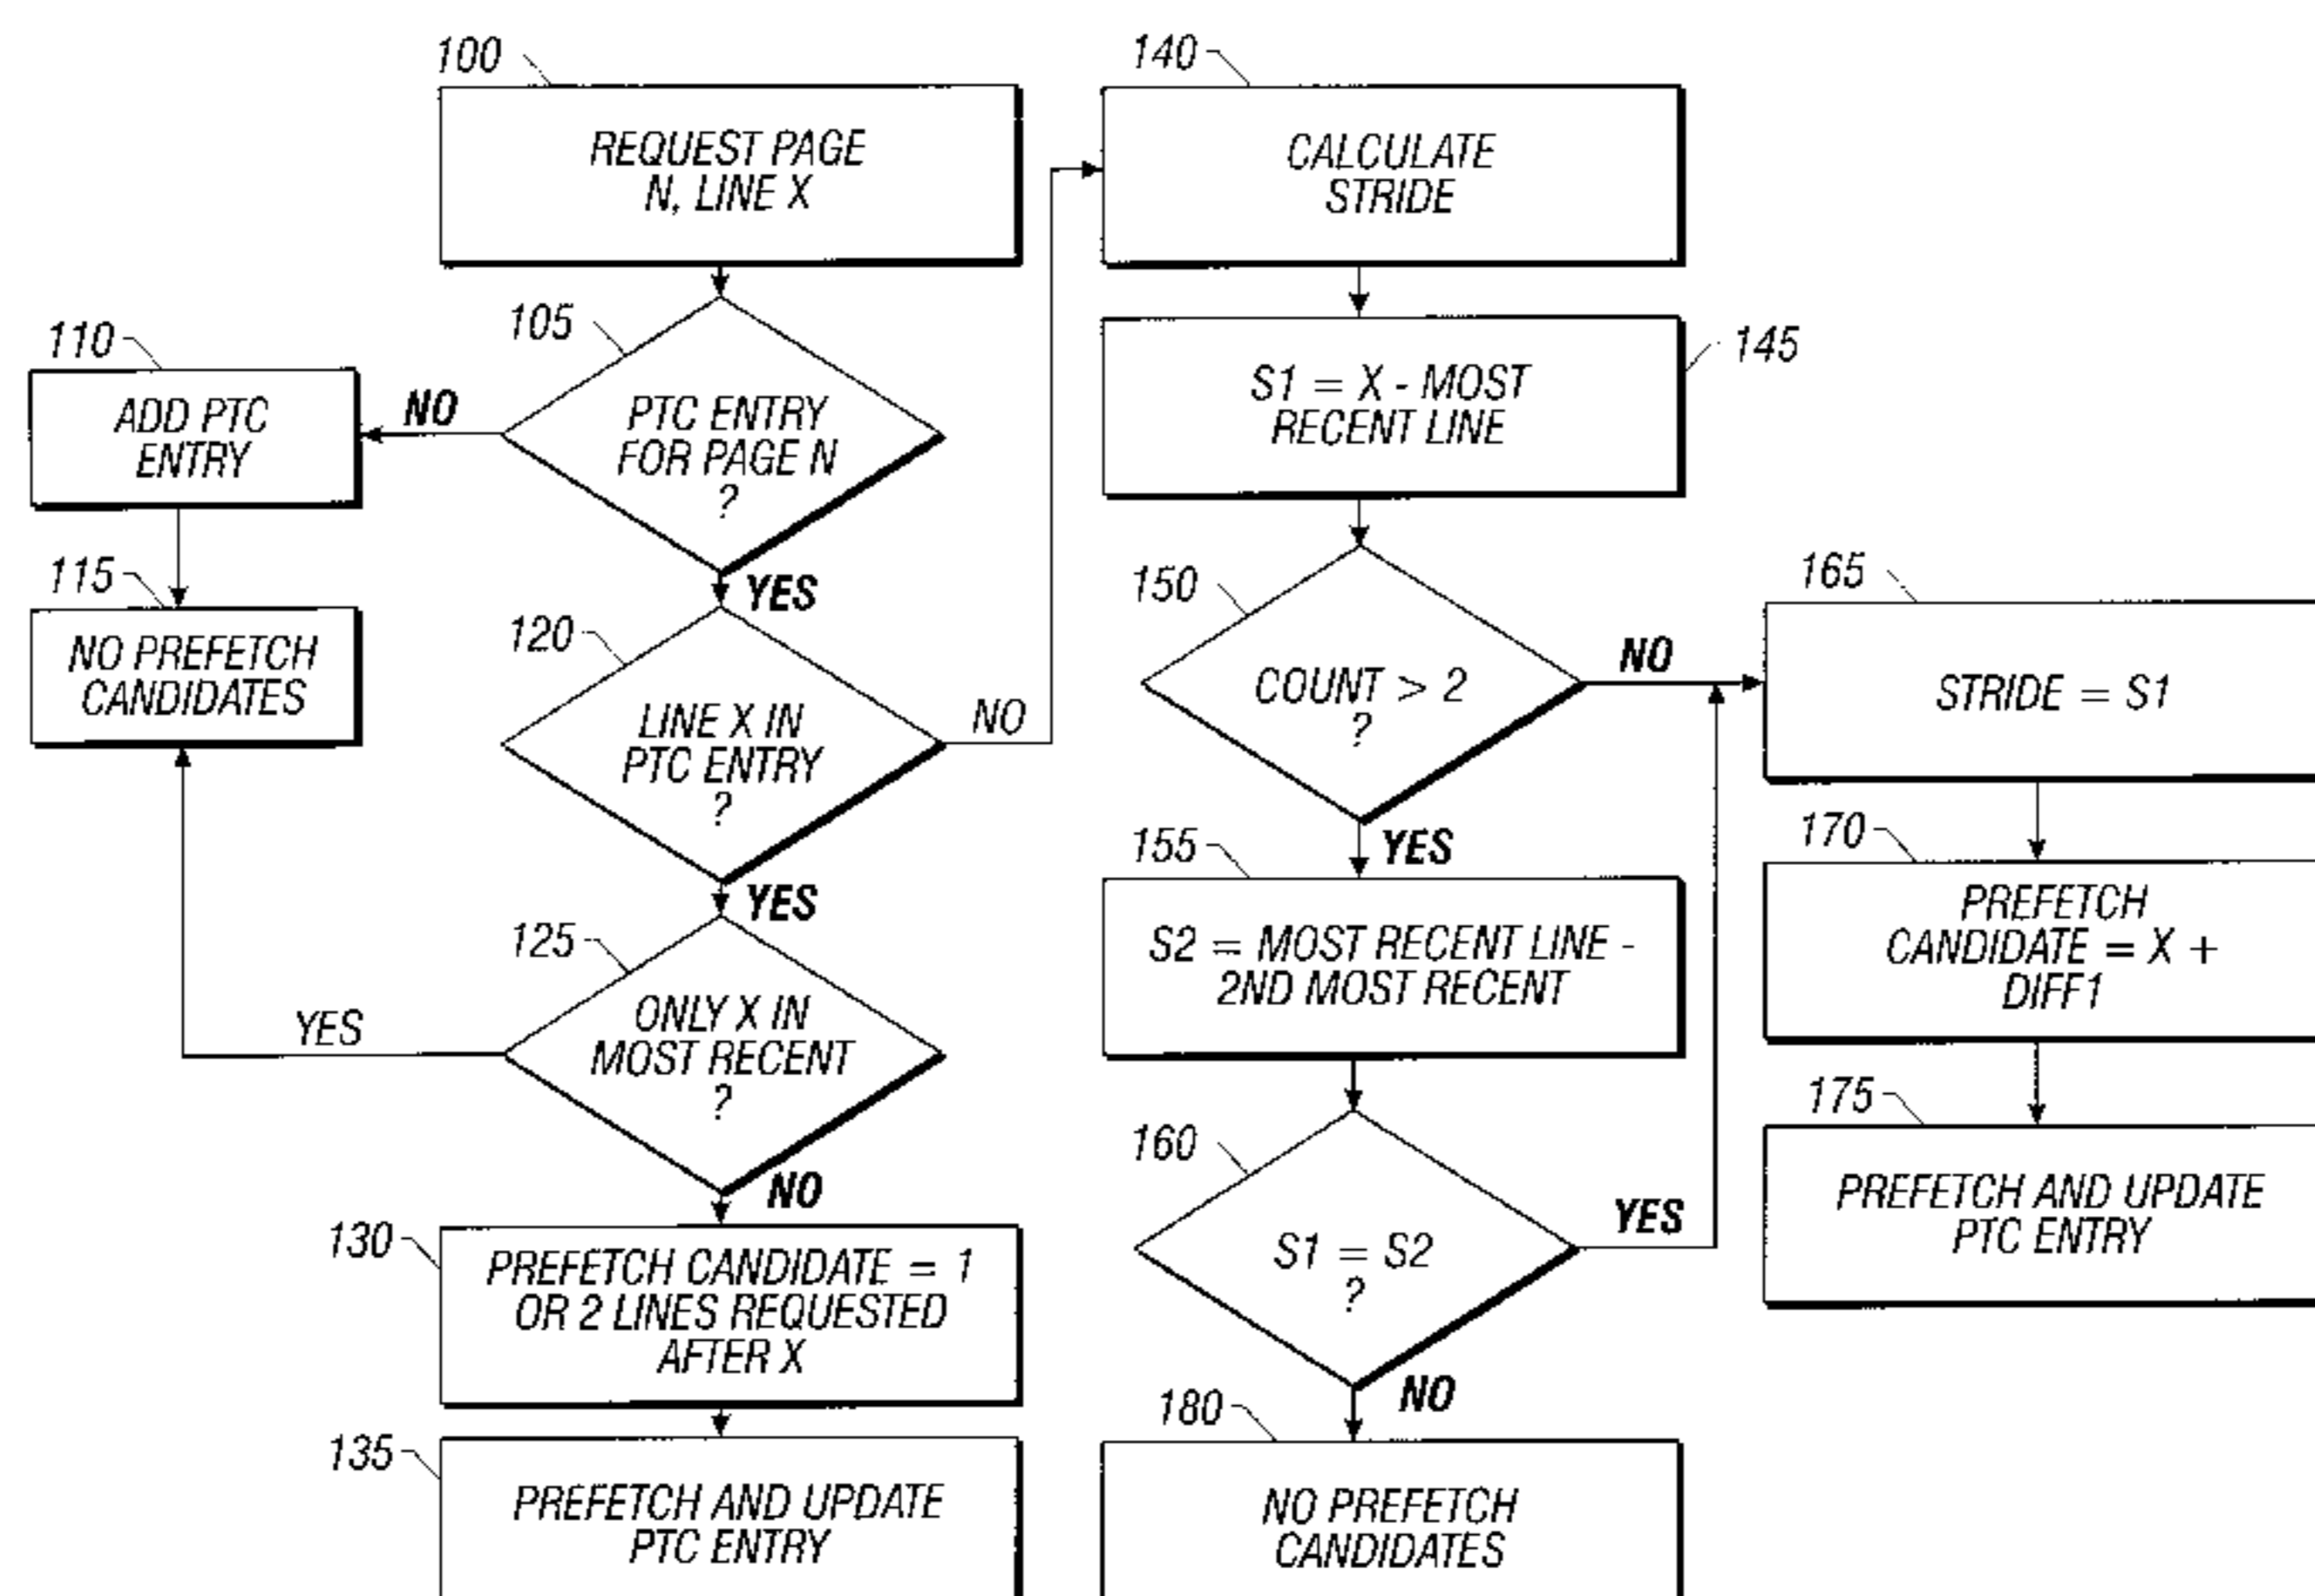 100
REQUEST PAGE
N, LINE X
105
PTC ENTRY
FOR PAGE N
?
NO
YES
110
ADD PTC
ENTRY
115
NO PREFETCH
CANDIDATES
120
LINE X IN
PTC ENTRY
?
NO
YES
125
ONLY X IN
MOST RECENT
?
YES
NO
130
PREFETCH CANDIDATE = 1
OR 2 LINES REQUESTED
AFTER X
135
PREFETCH AND UPDATE
PTC ENTRY
140
CALCULATE
STRIDE
145
S1 = X - MOST
RECENT LINE
150
COUNT > 2
?
NO
YES
155
S2 = MOST RECENT LINE -
2ND MOST RECENT
160
S1 = S2
?
YES
NO
180
NO PREFETCH
CANDIDATES
165
STRIDE = S1
170
PREFETCH
CANDIDATE = X +
DIFF1
175
PREFETCH AND UPDATE
PTC ENTRY